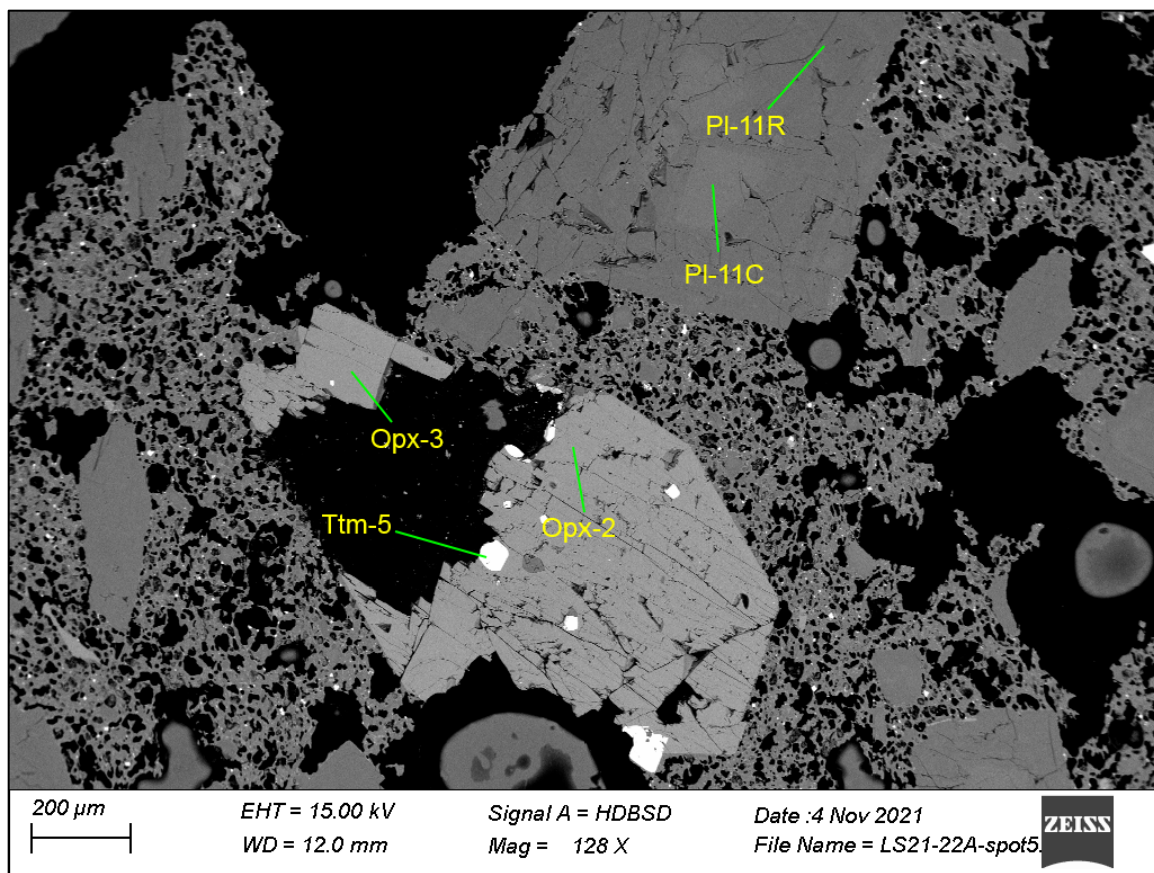 Pl-11R
Pl-11C
Opx-3
Ttm-5
Opx-2
200 µm
EHT = 15.00 kV
WD = 12.0 mm
Signal A = HDBSD
Mag = 128 X
Date :4 Nov 2021
File Name = LS21-22A-spot5.
ZEISS